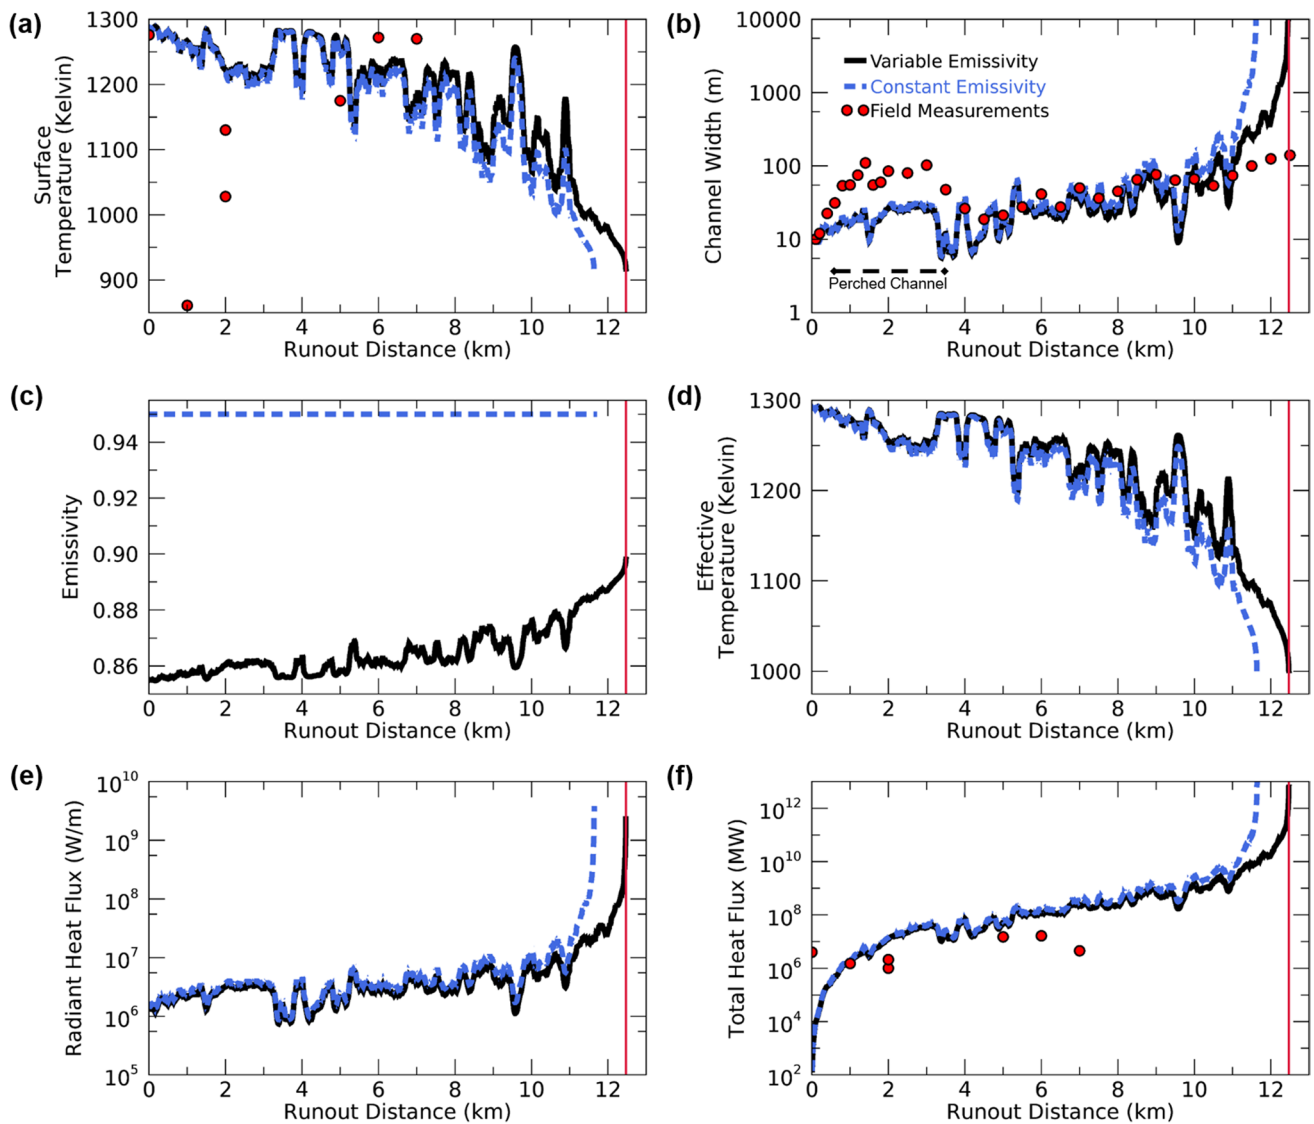 (a)
1300
1200
1100
1000
900
Surface
Temperature (Kelvin)
0 2 4 6 8 10 12
Runout Distance (km)
(b)
10000
1000
100
10
1
Channel Width (m)
Variable Emissivity
Constant Emissivity
Field Measurements
Perched Channel
0 2 4 6 8 10 12
Runout Distance (km)
(c)
0.94
0.92
0.90
0.88
0.86
Emissivity
0 2 4 6 8 10 12
Runout Distance (km)
(d)
1300
1200
1100
1000
Effective
Temperature (Kelvin)
0 2 4 6 8 10 12
Runout Distance (km)
(e)
10^10
10^9
10^8
10^7
10^6
10^5
Radiant Heat Flux (W/m)
0 2 4 6 8 10 12
Runout Distance (km)
(f)
10^12
10^10
10^8
10^6
10^4
10^2
Total Heat Flux (MW)
0 2 4 6 8 10 12
Runout Distance (km)